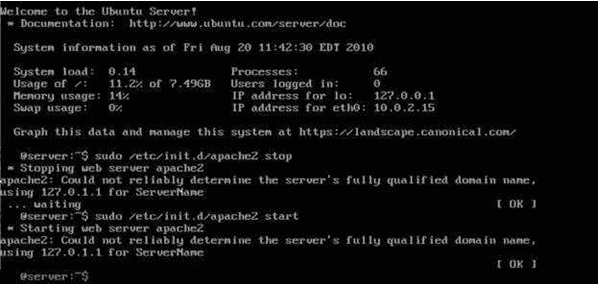 Welcome to the Ubuntu Server!
 * Documentation:  http://www.ubuntu.com/server/doc
  System information as of Fri Aug 20 11:42:30 EDT 2010
  System load:  0.14               Processes:           66
  Usage of /:   11.2% of 7.49GB    Users logged in:     0
  Memory usage: 14%                IP address for lo:   127.0.0.1
  Swap usage:   0%                 IP address for eth0: 10.0.2.15
  Graph this data and manage this system at https://landscape.canonical.com/
   @server:~$ sudo /etc/init.d/apache2 stop
 * Stopping web server apache2
apache2: Could not reliably determine the server's fully qualified domain name,
using 127.0.1.1 for ServerName
 ... waiting                                                             [ OK ]
   @server:~$ sudo /etc/init.d/apache2 start
 * Starting web server apache2
apache2: Could not reliably determine the server's fully qualified domain name,
using 127.0.1.1 for ServerName
                                                                         [ OK ]
   @server:~$